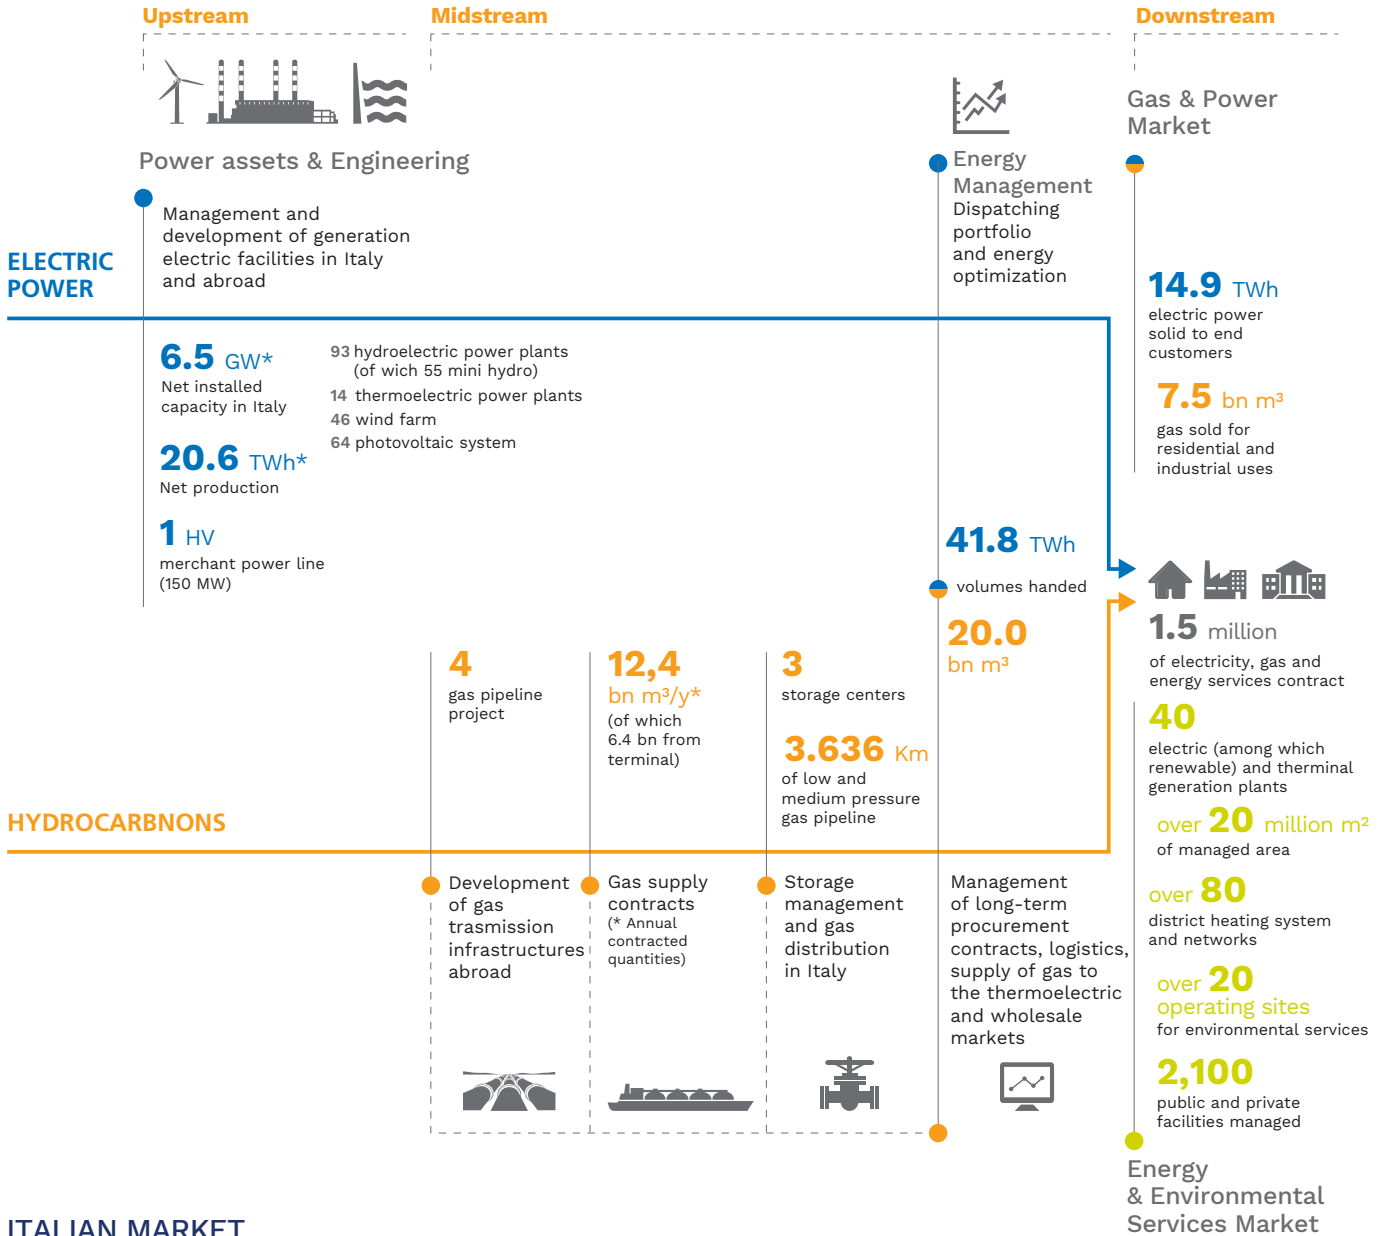 Upstream
Midstream
Downstream
Power assets & Engineering
Management and
development of generation
electric facilities in Italy
and abroad
Energy
Management
Dispatching
portfolio
and energy
optimization
Gas & Power
Market
ELECTRIC
POWER
14.9 TWh
electric power
solid to end
customers
7.5 bn m³
gas sold for
residential and
industrial uses
6.5 GW*
Net installed
capacity in Italy
93 hydroelectric power plants
(of wich 55 mini hydro)
14 thermoelectric power plants
46 wind farm
64 photovoltaic system
20.6 TWh*
Net production
1 HV
merchant power line
(150 MW)
41.8 TWh
volumes handed
20.0
bn m³
1.5 million
of electricity, gas and
energy services contract
4
gas pipeline
project
12,4
bn m³/y*
(of which
6.4 bn from
terminal)
3
storage centers
3.636 Km
of low and
medium pressure
gas pipeline
40
electric (among which
renewable) and therminal
generation plants
over 20 million m²
of managed area
HYDROCARBNONS
Development
of gas
trasmission
infrastructures
abroad
Gas supply
contracts
(* Annual
contracted
quantities)
Storage
management
and gas
distribution
in Italy
Management
of long-term
procurement
contracts, logistics,
supply of gas to
the thermoelectric
and wholesale
markets
over 80
district heating system
and networks
over 20
operating sites
for environmental services
2,100
public and private
facilities managed
Energy
& Environmental
Services Market
ITALIAN MARKET